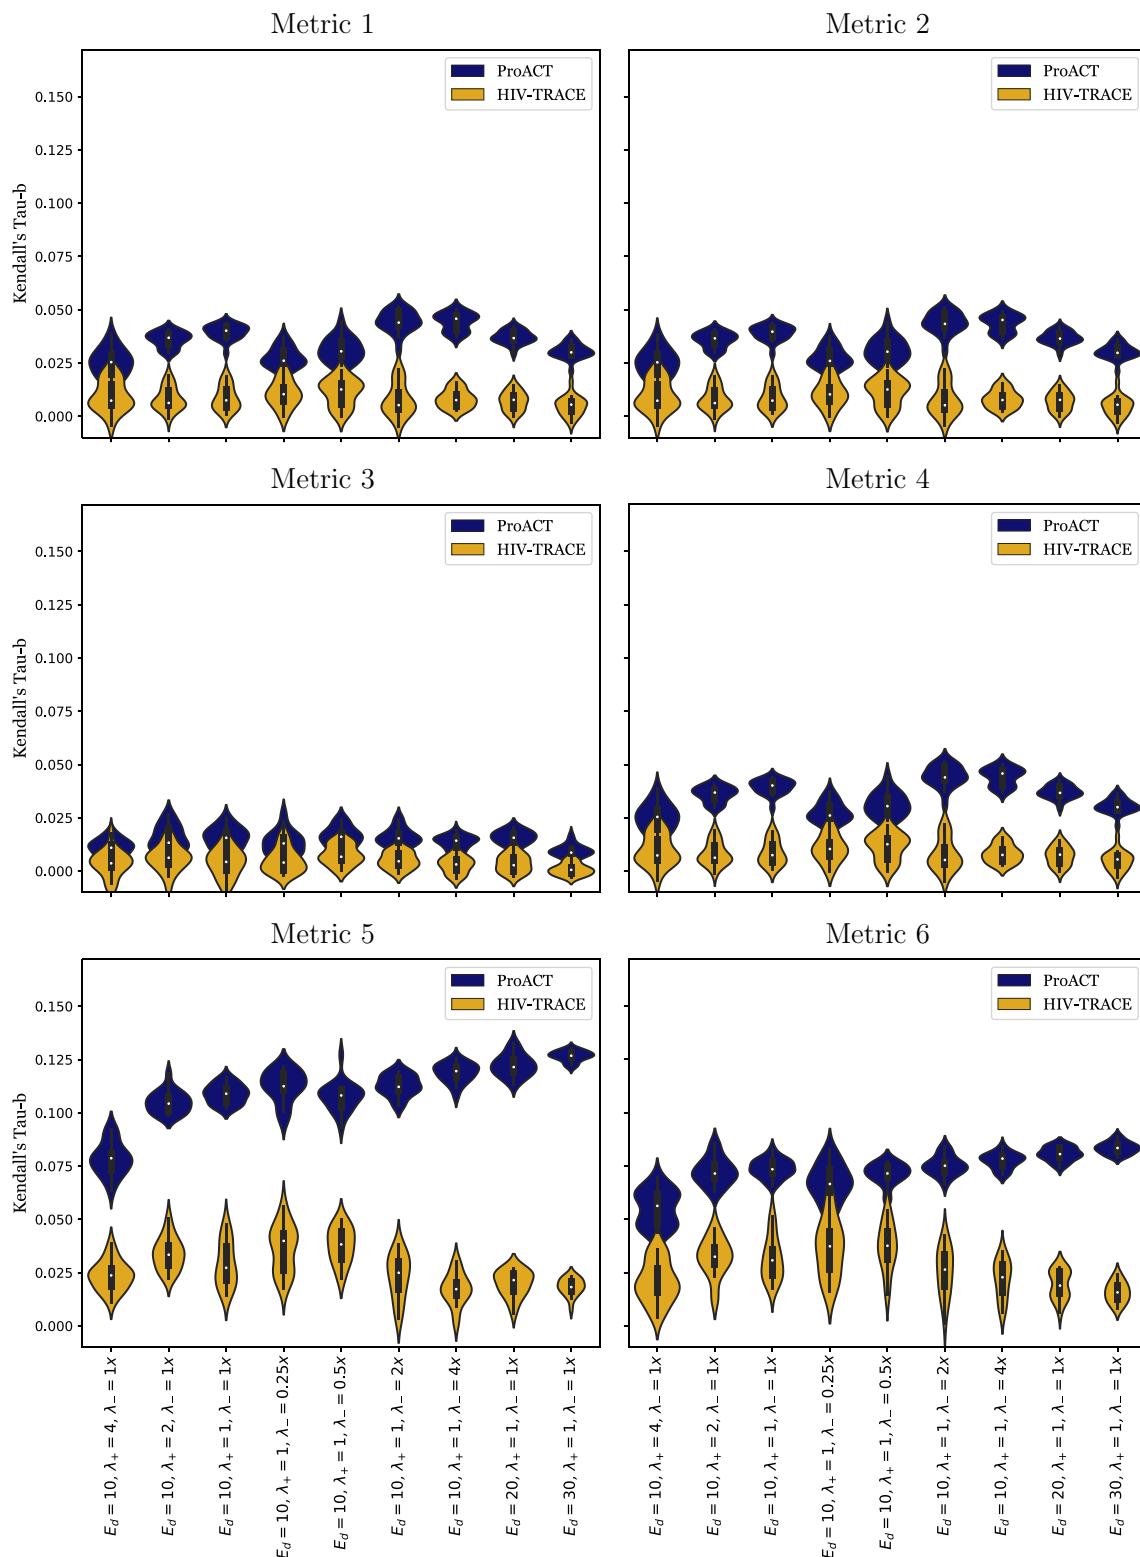 Metric 1
Metric 2
Kendall's Tau-b
0.150
0.125
0.100
0.075
0.050
0.025
0.000
ProACT
HIV-TRACE
ProACT
HIV-TRACE
Metric 3
Metric 4
Kendall's Tau-b
0.150
0.125
0.100
0.075
0.050
0.025
0.000
ProACT
HIV-TRACE
ProACT
HIV-TRACE
Metric 5
Metric 6
Kendall's Tau-b
0.150
0.125
0.100
0.075
0.050
0.025
0.000
ProACT
HIV-TRACE
ProACT
HIV-TRACE
E_d = 10, λ_+ = 4, λ_− = 1x
E_d = 10, λ_+ = 2, λ_− = 1x
E_d = 10, λ_+ = 1, λ_− = 1x
E_d = 10, λ_+ = 1, λ_− = 0.25x
E_d = 10, λ_+ = 1, λ_− = 0.5x
E_d = 10, λ_+ = 1, λ_− = 2x
E_d = 10, λ_+ = 1, λ_− = 4x
E_d = 20, λ_+ = 1, λ_− = 1x
E_d = 30, λ_+ = 1, λ_− = 1x
E_d = 10, λ_+ = 4, λ_− = 1x
E_d = 10, λ_+ = 2, λ_− = 1x
E_d = 10, λ_+ = 1, λ_− = 1x
E_d = 10, λ_+ = 1, λ_− = 0.25x
E_d = 10, λ_+ = 1, λ_− = 0.5x
E_d = 10, λ_+ = 1, λ_− = 2x
E_d = 10, λ_+ = 1, λ_− = 4x
E_d = 20, λ_+ = 1, λ_− = 1x
E_d = 30, λ_+ = 1, λ_− = 1x